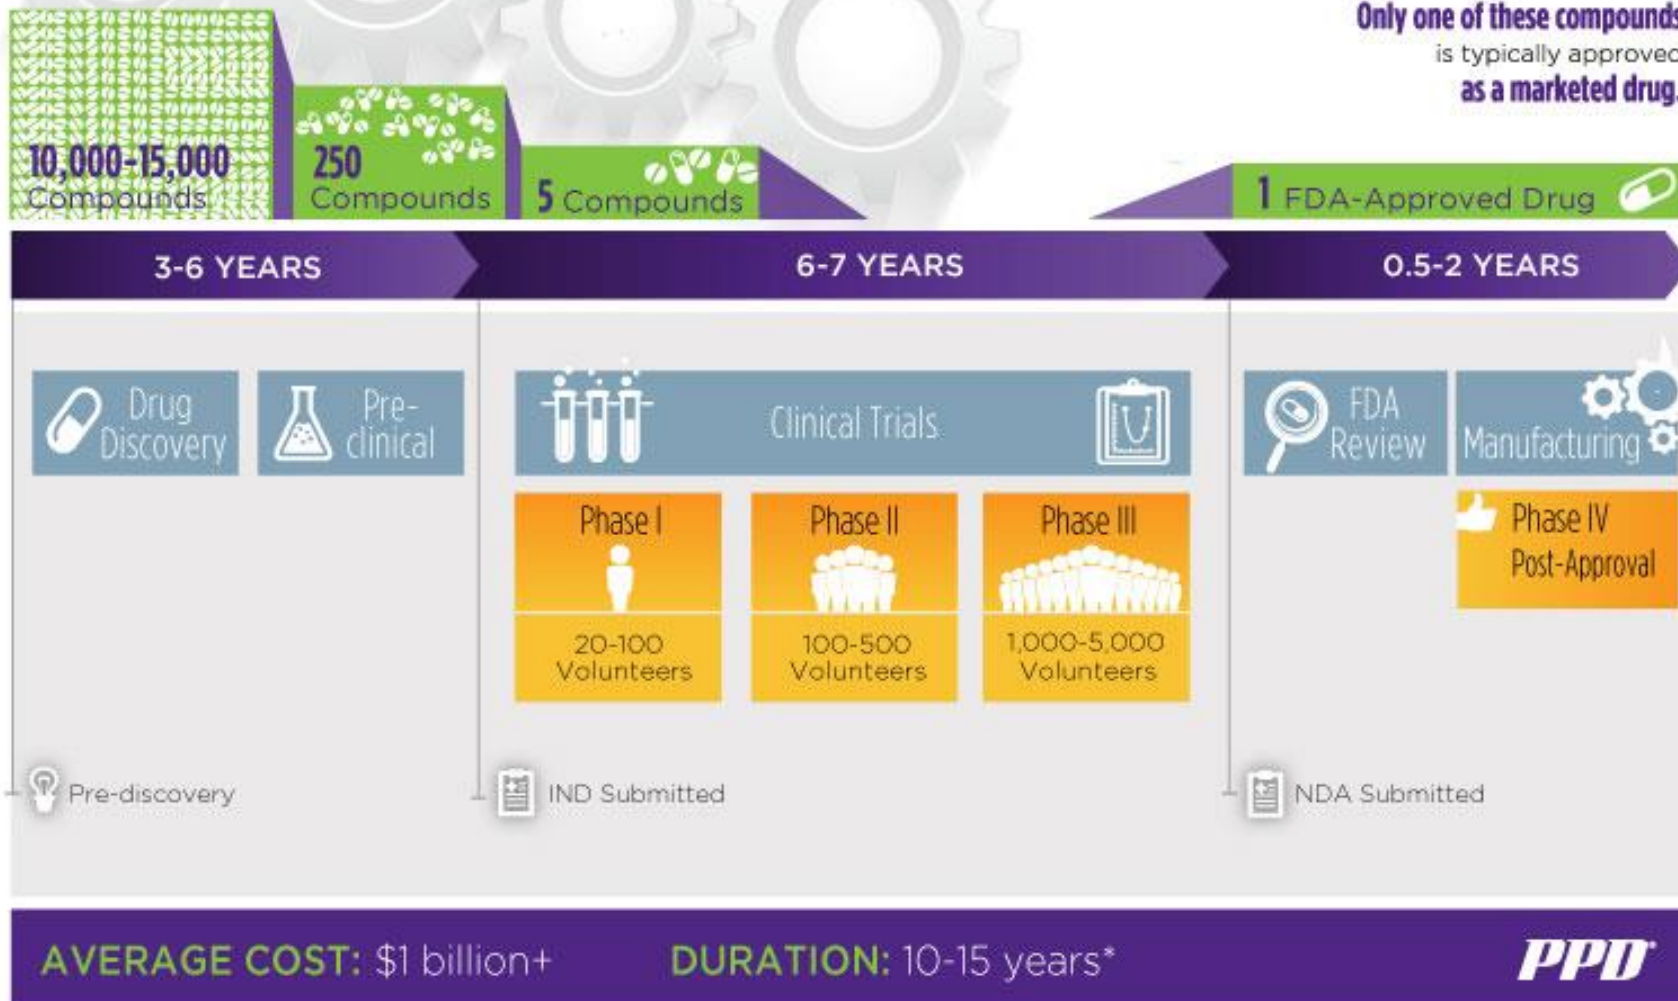 Only one of these compounds
is typically approved
as a marketed drug.
10,000-15,000
Compounds
250
Compounds
5 Compounds
1 FDA-Approved Drug
3-6 YEARS
6-7 YEARS
0.5-2 YEARS
Drug
Discovery
Pre-
clinical
Clinical Trials
FDA
Review
Manufacturing
Phase I
20-100
Volunteers
Phase II
100-500
Volunteers
Phase III
1,000-5,000
Volunteers
Phase IV
Post-Approval
Pre-discovery
IND Submitted
NDA Submitted
AVERAGE COST: $1 billion+
DURATION: 10-15 years*
PPD